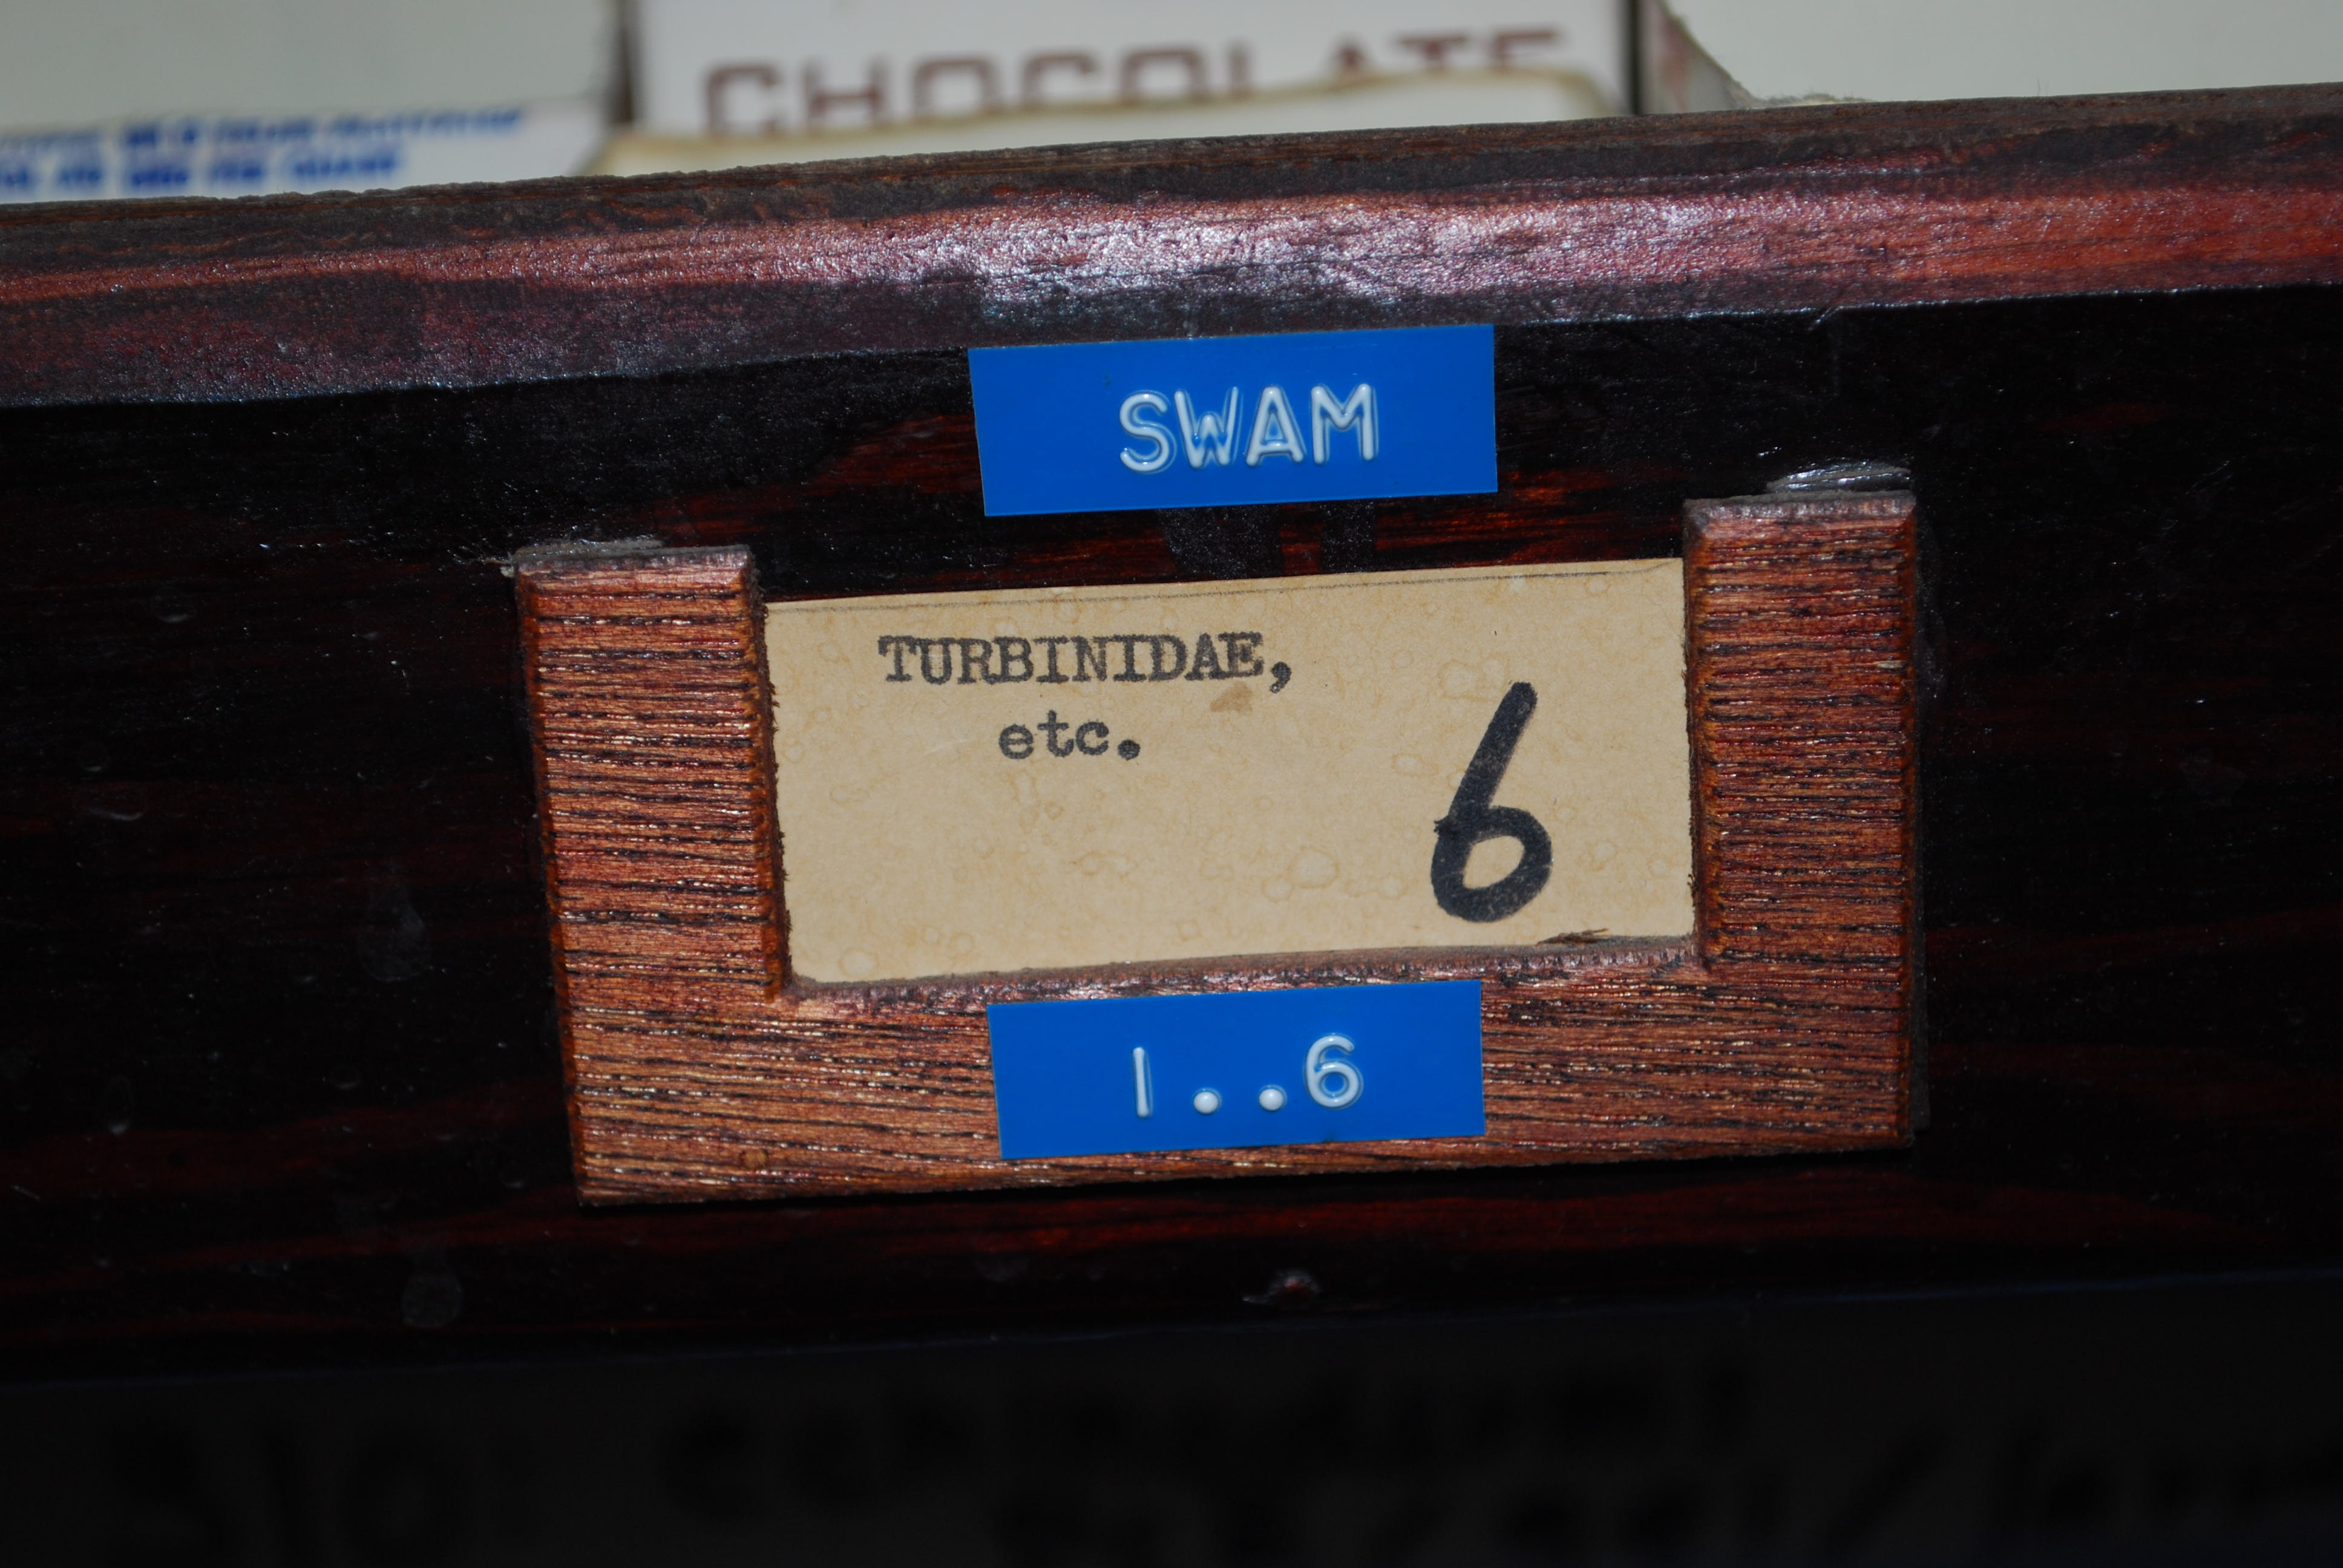 CHOCOLATE
SWAM
TURBINIDAE,
etc.
6
1..6